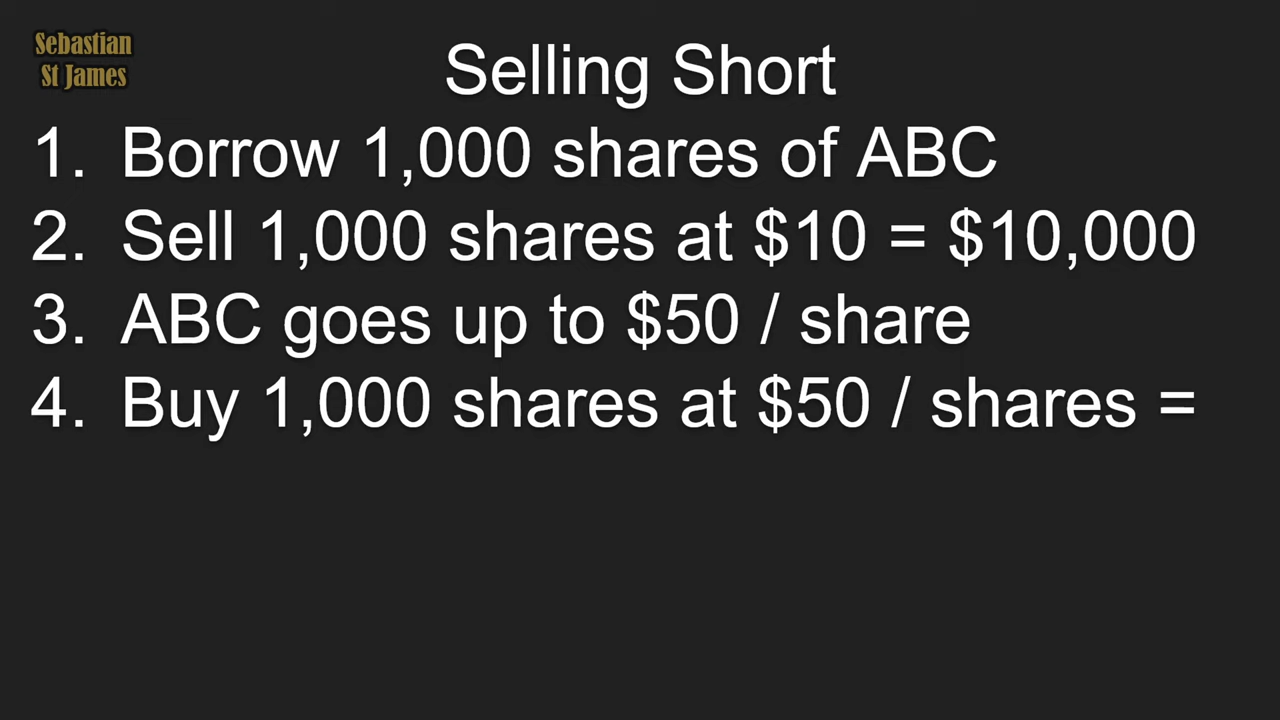 Sebastian
St James
Selling Short
1. Borrow 1,000 shares of ABC
2. Sell 1,000 shares at $10 = $10,000
3. ABC goes up to $50 / share
4. Buy 1,000 shares at $50 / shares =